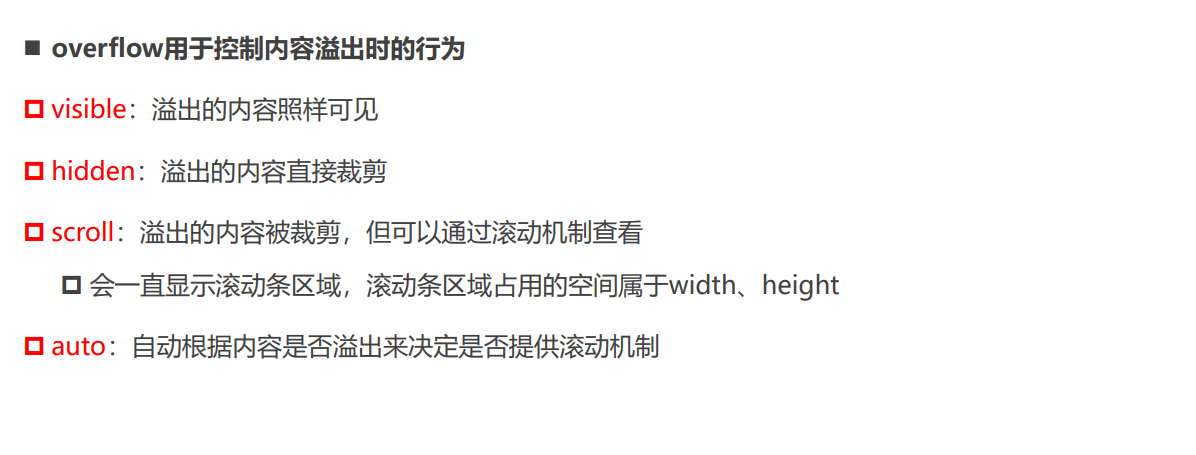 overflow用于控制内容溢出时的行为
visible：溢出的内容照样可见
hidden：溢出的内容直接裁剪
scroll：溢出的内容被裁剪，但可以通过滚动机制查看
会一直显示滚动条区域，滚动条区域占用的空间属于width、height
auto：自动根据内容是否溢出来决定是否提供滚动机制